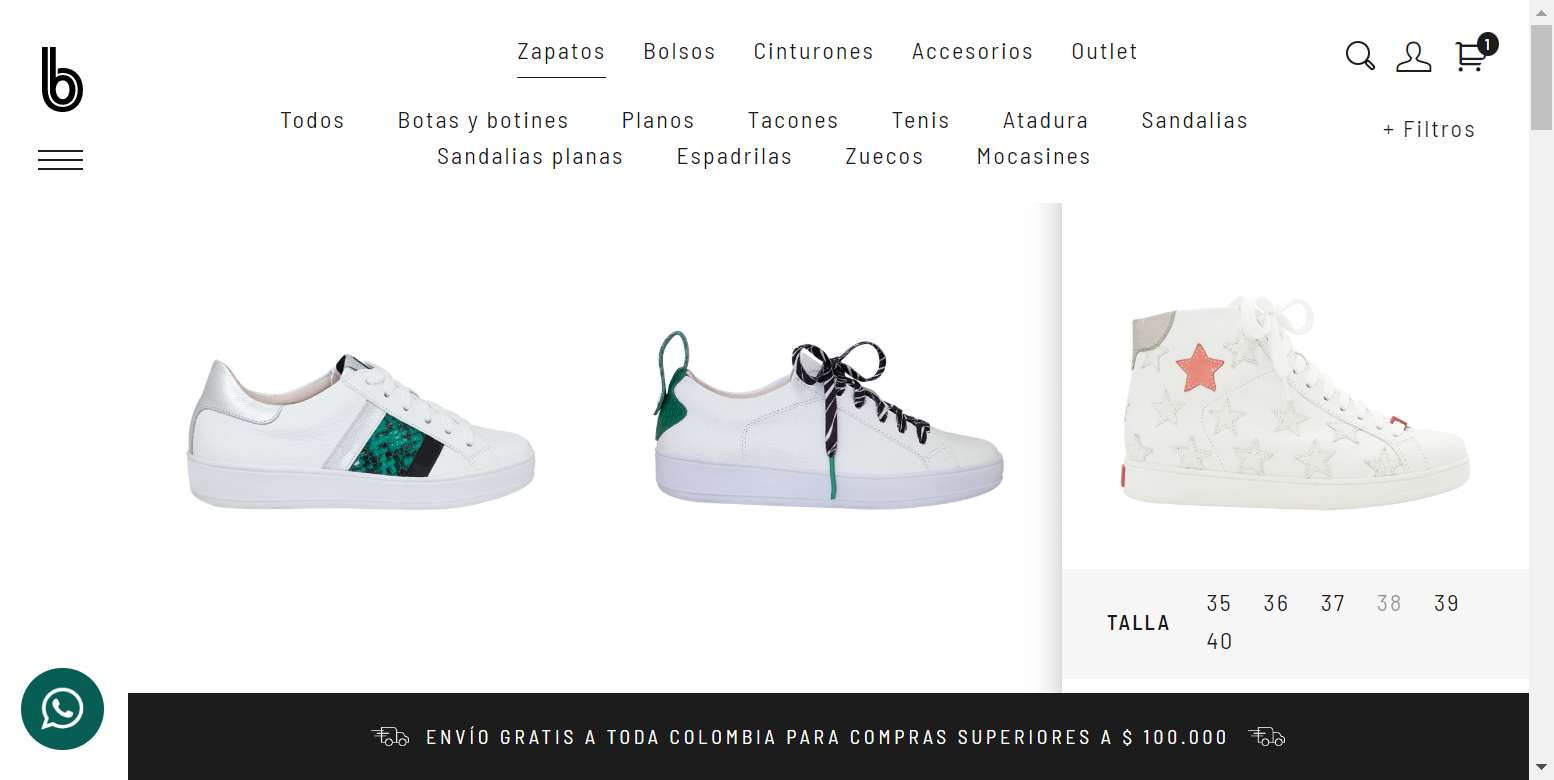 b
Zapatos Bolsos Cinturones Accesorios Outlet
1
Todos Botas y botines Planos Tacones Tenis Atadura Sandalias
+ Filtros
Sandalias planas Espadrilas Zuecos Mocasines
TALLA
35 36 37 38 39
40
ENVÍO GRATIS A TODA COLOMBIA PARA COMPRAS SUPERIORES A $ 100.000